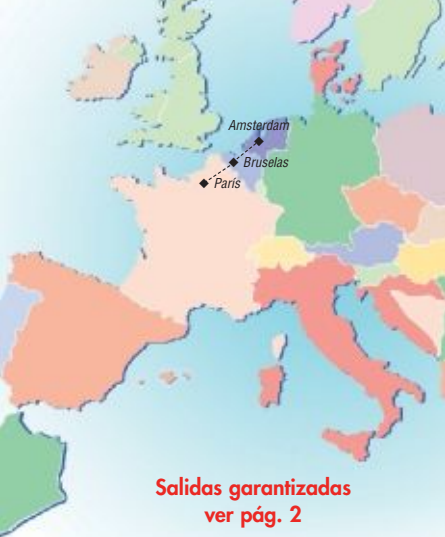 Amsterdam
Bruselas
París
Salidas garantizadas
ver pág. 2